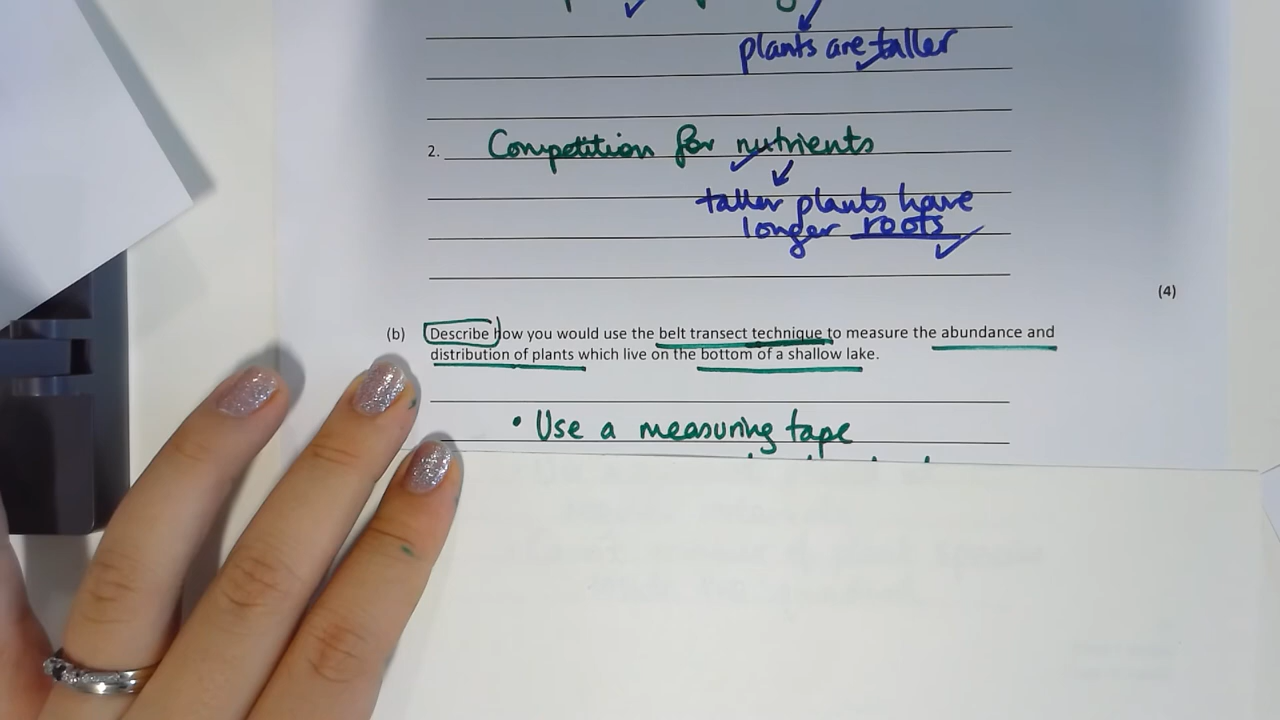 plants are taller
2. Competition for nutrients
taller plants have
longer roots
(4)
(b) Describe how you would use the belt transect technique to measure the abundance and
distribution of plants which live on the bottom of a shallow lake.
• Use a measuring tape